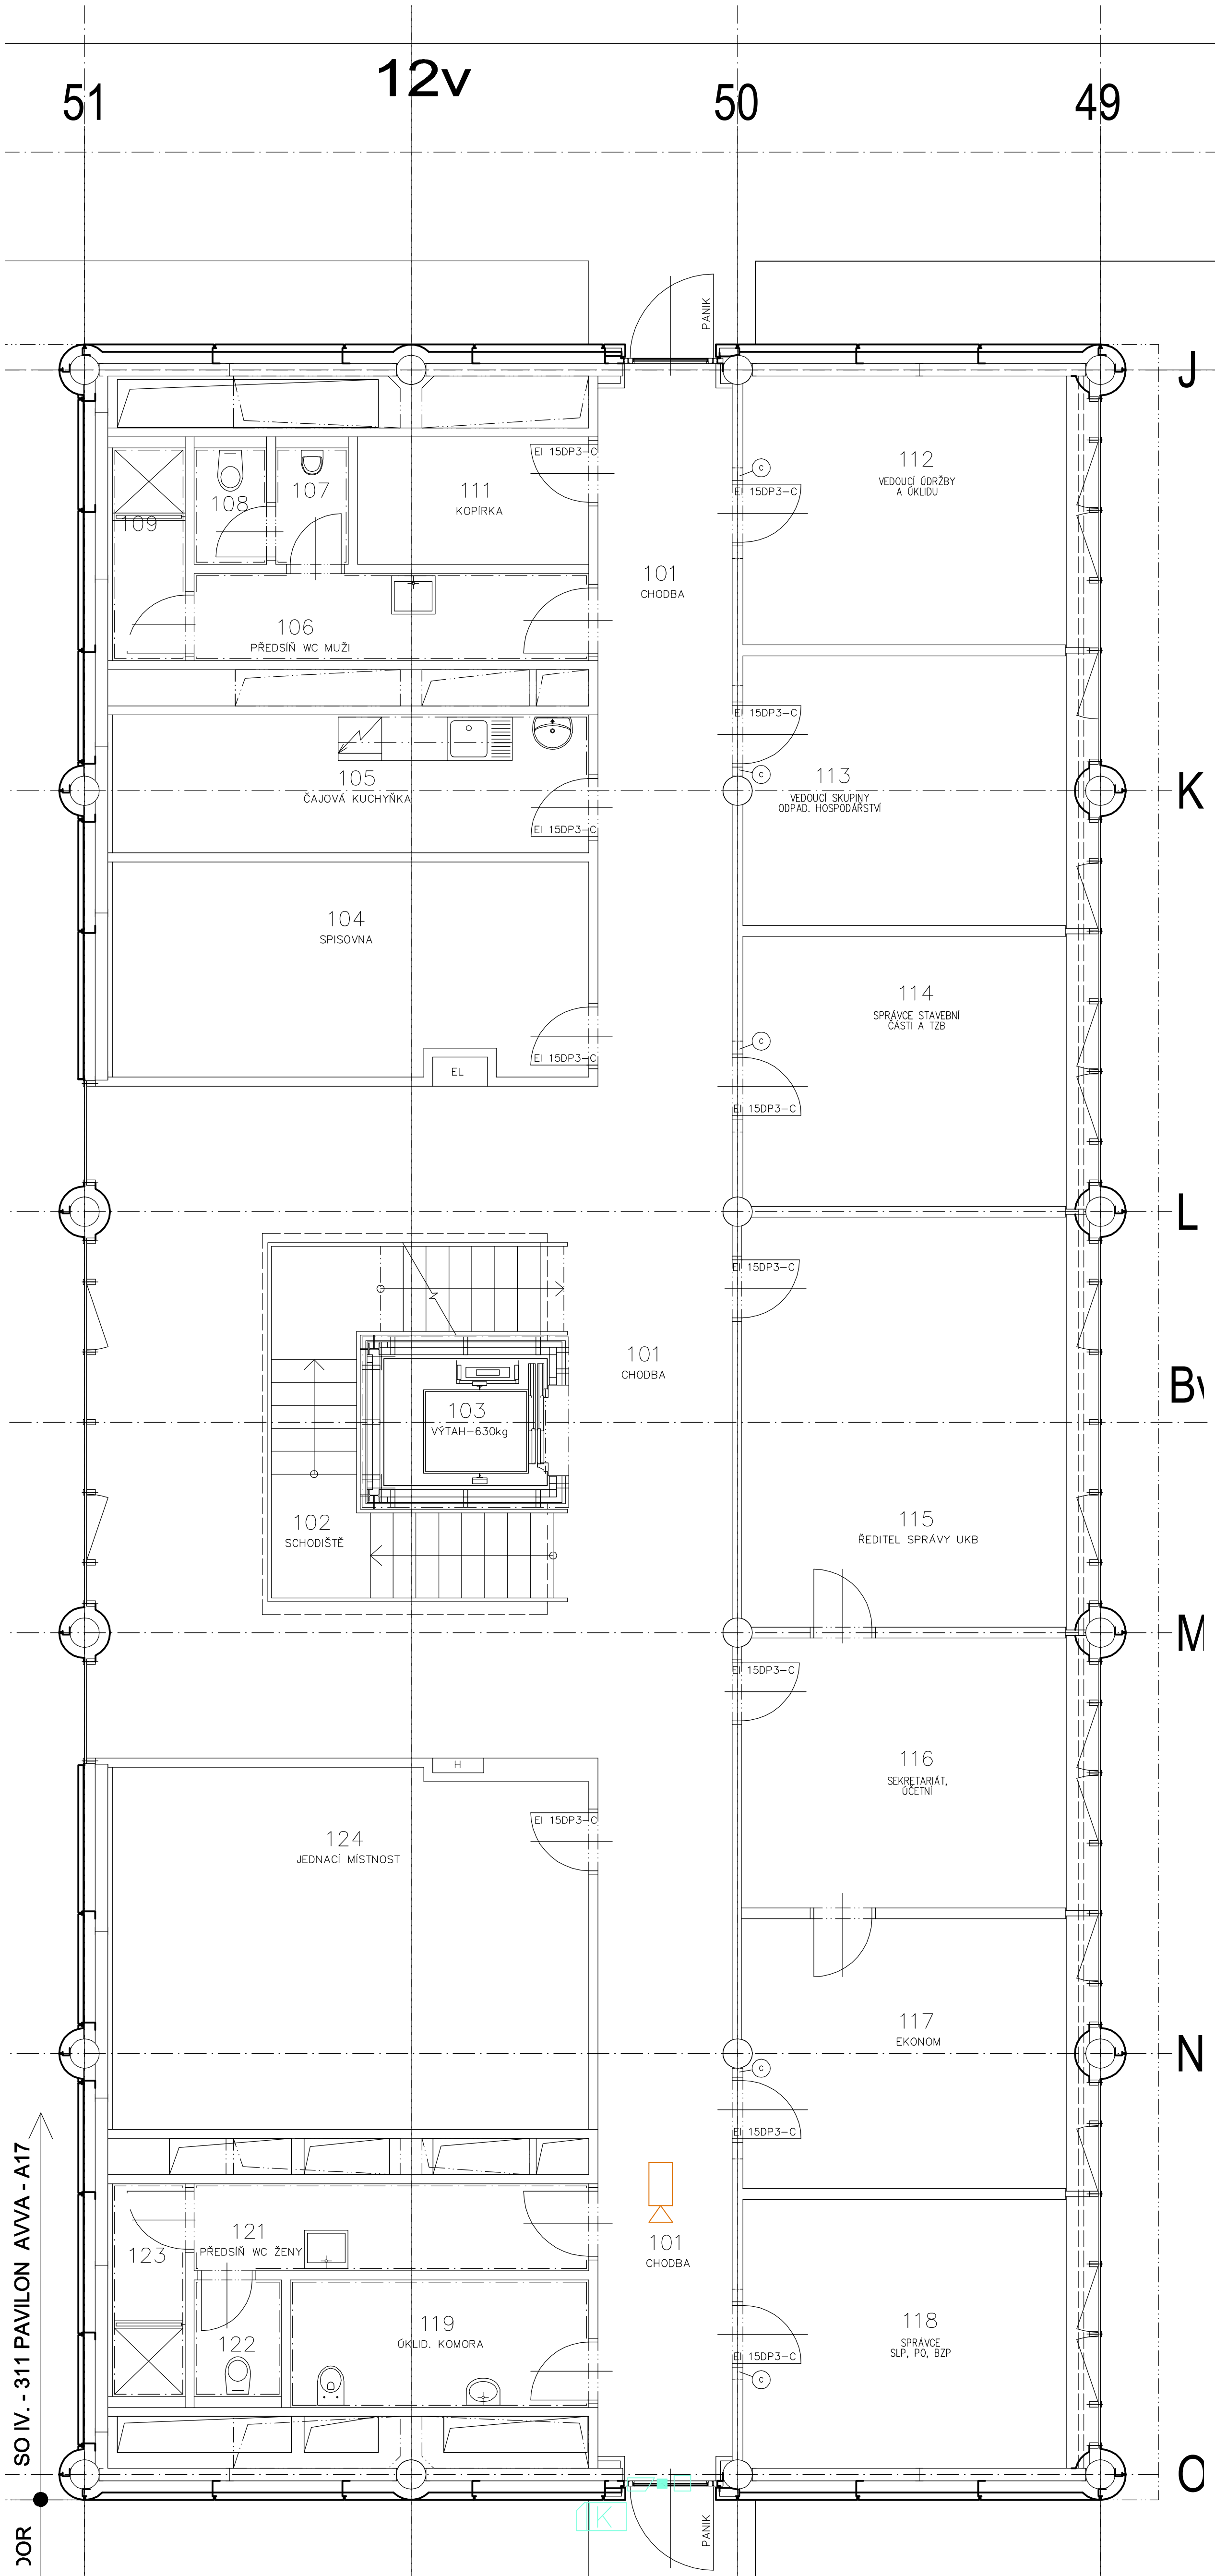 12v
51
50
49
PANIK
J
EI 15DP3-C
108
107
111
KOPÍRKA
C
EI 15DP3-C
112
VEDOUCÍ ÚDRŽBY
A ÚKLIDU
109
101
CHODBA
106
PŘEDSÍŇ WC MUŽI
EI 15DP3-C
C
105
ČAJOVÁ KUCHYŇKA
113
VEDOUCÍ SKUPINY
ODPAD. HOSPODÁŘSTVÍ
K
EI 15DP3-C
104
SPISOVNA
114
SPRÁVCE STAVEBNÍ
ČÁSTI A TZB
C
EI 15DP3-C
EL
EI 15DP3-C
L
EI 15DP3-C
101
CHODBA
Bv
103
VÝTAH-630kg
102
SCHODIŠTĚ
115
ŘEDITEL SPRÁVY UKB
M
EI 15DP3-C
H
116
SEKRETARIÁT,
ÚČETNÍ
EI 15DP3-C
124
JEDNACÍ MÍSTNOST
117
EKONOM
N
C
EI 15DP3-C
SO IV. - 311 PAVILON AVVA - A17
121
PŘEDSÍŇ WC ŽENY
123
101
CHODBA
119
ÚKLID. KOMORA
122
118
SPRÁVCE
SLP, PO, BZP
EI 15DP3-C
C
O
K
PANIK